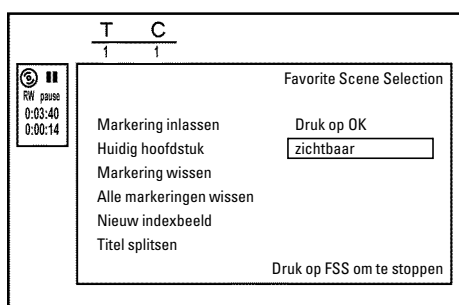 T C
1 1
RW pause
0:03:40
0:00:14
Favorite Scene Selection
Markering inlassen Druk op OK
Huidig hoofdstuk zichtbaar
Markering wissen
Alle markeringen wissen
Nieuw indexbeeld
Titel splitsen
Druk op FSS om te stoppen